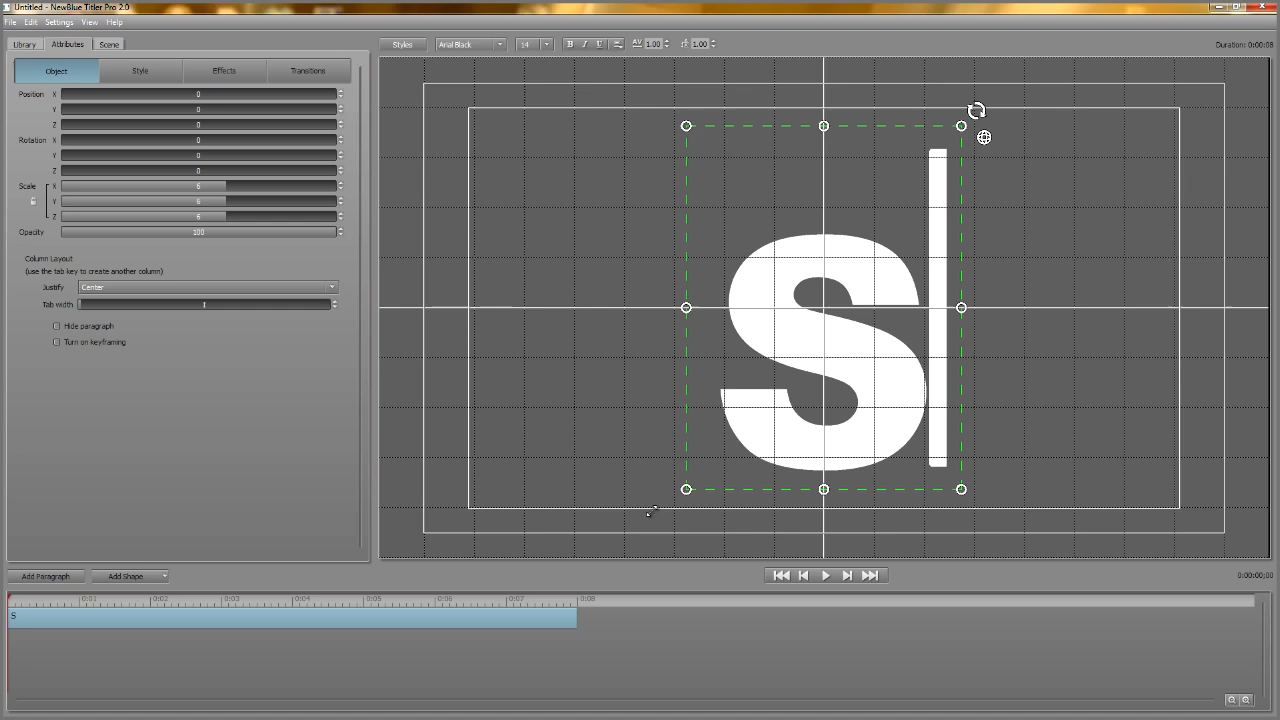 Untitled - NewBlue Titler Pro 2.0
File Edit Settings View Help
Library Attributes Scene
Styles Arial Black 14 B I U AV 1.00 1.00 Duration: 0:00:08
Object Style Effects Transitions
Position X 0
Y 0
Z 0
Rotation X 0
Y 0
Z 0
Scale X 6
Y 6
Z 6
Opacity 100
Column Layout
(use the tab key to create another column)
Justify Center
Tab width 1
Hide paragraph
Turn on keyframing
S
Add Paragraph Add Shape
0:00:00;00
0:01 0:02 0:03 0:04 0:05 0:06 0:07 0:08
S